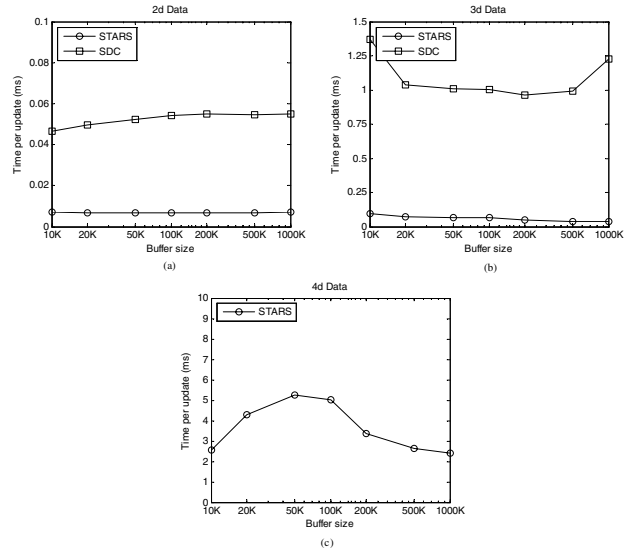 2d Data
0.1
0.08
0.06
0.04
0.02
0
Time per update (ms)
STARS
SDC
10K 20K 50K 100K 200K 500K 1000K
Buffer size
(a)
3d Data
1.5
1.25
1
0.75
0.5
0.25
0
Time per update (ms)
STARS
SDC
10K 20K 50K 100K 200K 500K 1000K
Buffer size
(b)
4d Data
10
9
8
7
6
5
4
3
2
1
0
Time per update (ms)
STARS
10K 20K 50K 100K 200K 500K 1000K
Buffer size
(c)